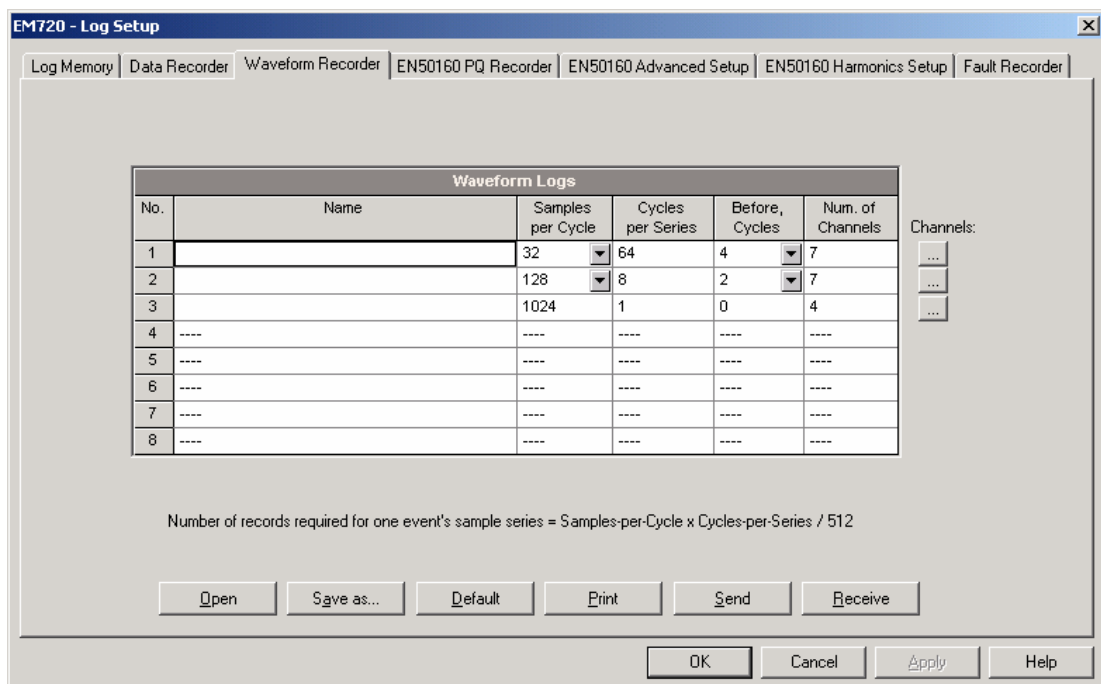 EM720 - Log Setup
Log Memory Data Recorder Waveform Recorder EN50160 PQ Recorder EN50160 Advanced Setup EN50160 Harmonics Setup Fault Recorder
Waveform Logs
No. Name Samples per Cycle Cycles per Series Before, Cycles Num. of Channels Channels:
1 32 64 4 7 ...
2 128 8 2 7 ...
3 1024 1 0 4 ...
4 ---- ---- ---- ---- ----
5 ---- ---- ---- ---- ----
6 ---- ---- ---- ---- ----
7 ---- ---- ---- ---- ----
8 ---- ---- ---- ---- ----
Number of records required for one event's sample series = Samples-per-Cycle x Cycles-per-Series / 512
Open Save as... Default Print Send Receive
OK Cancel Apply Help